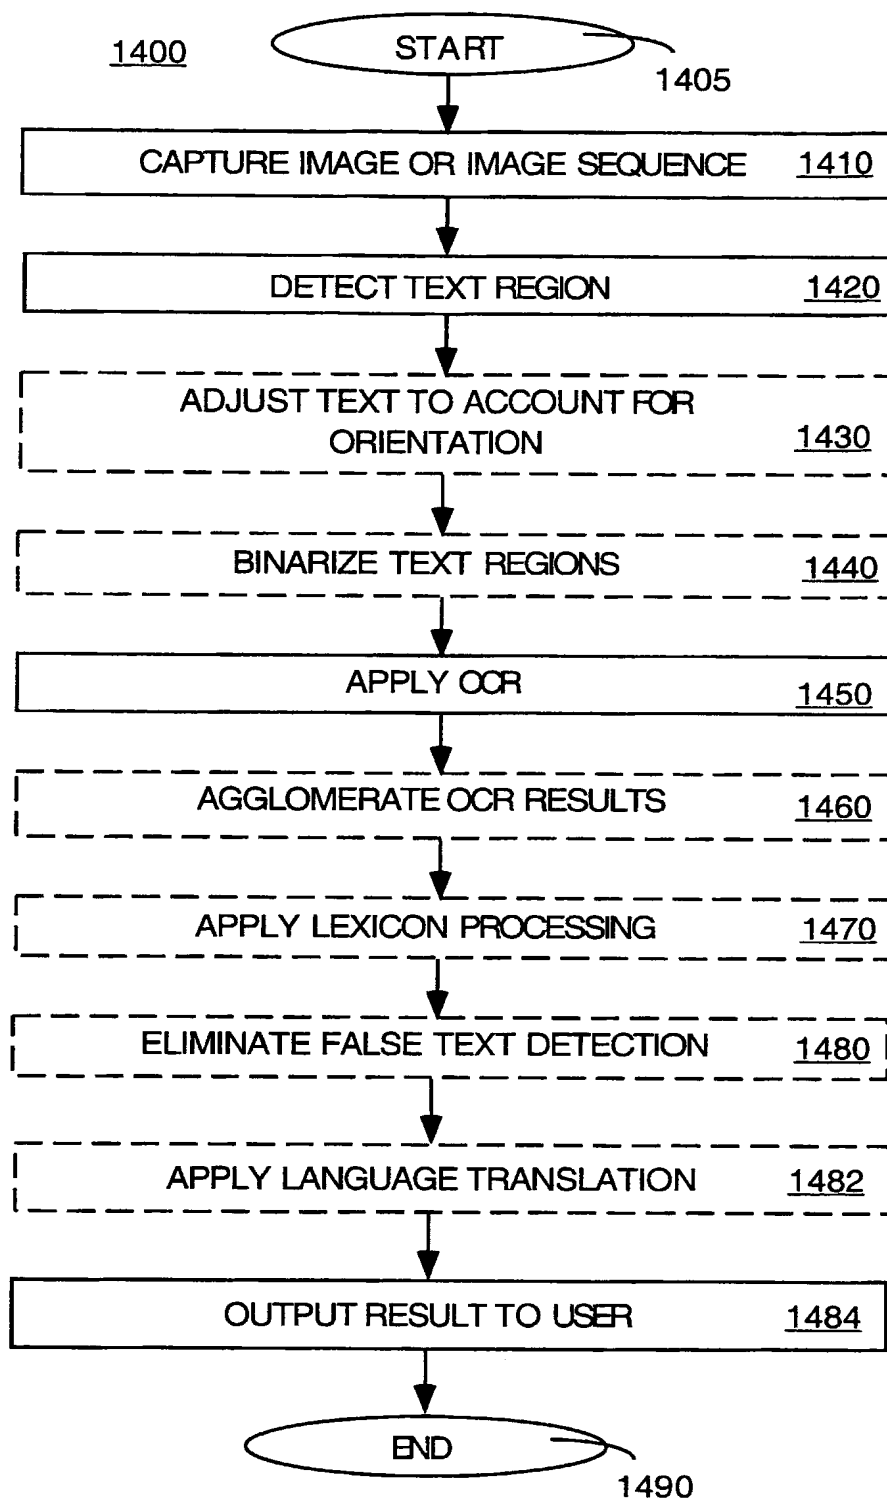 1400
START
1405
CAPTURE IMAGE OR IMAGE SEQUENCE 1410
DETECT TEXT REGION 1420
ADJUST TEXT TO ACCOUNT FOR
ORIENTATION 1430
BINARIZE TEXT REGIONS 1440
APPLY OCR 1450
AGGLOMERATE OCR RESULTS 1460
APPLY LEXICON PROCESSING 1470
ELIMINATE FALSE TEXT DETECTION 1480
APPLY LANGUAGE TRANSLATION 1482
OUTPUT RESULT TO USER 1484
END
1490